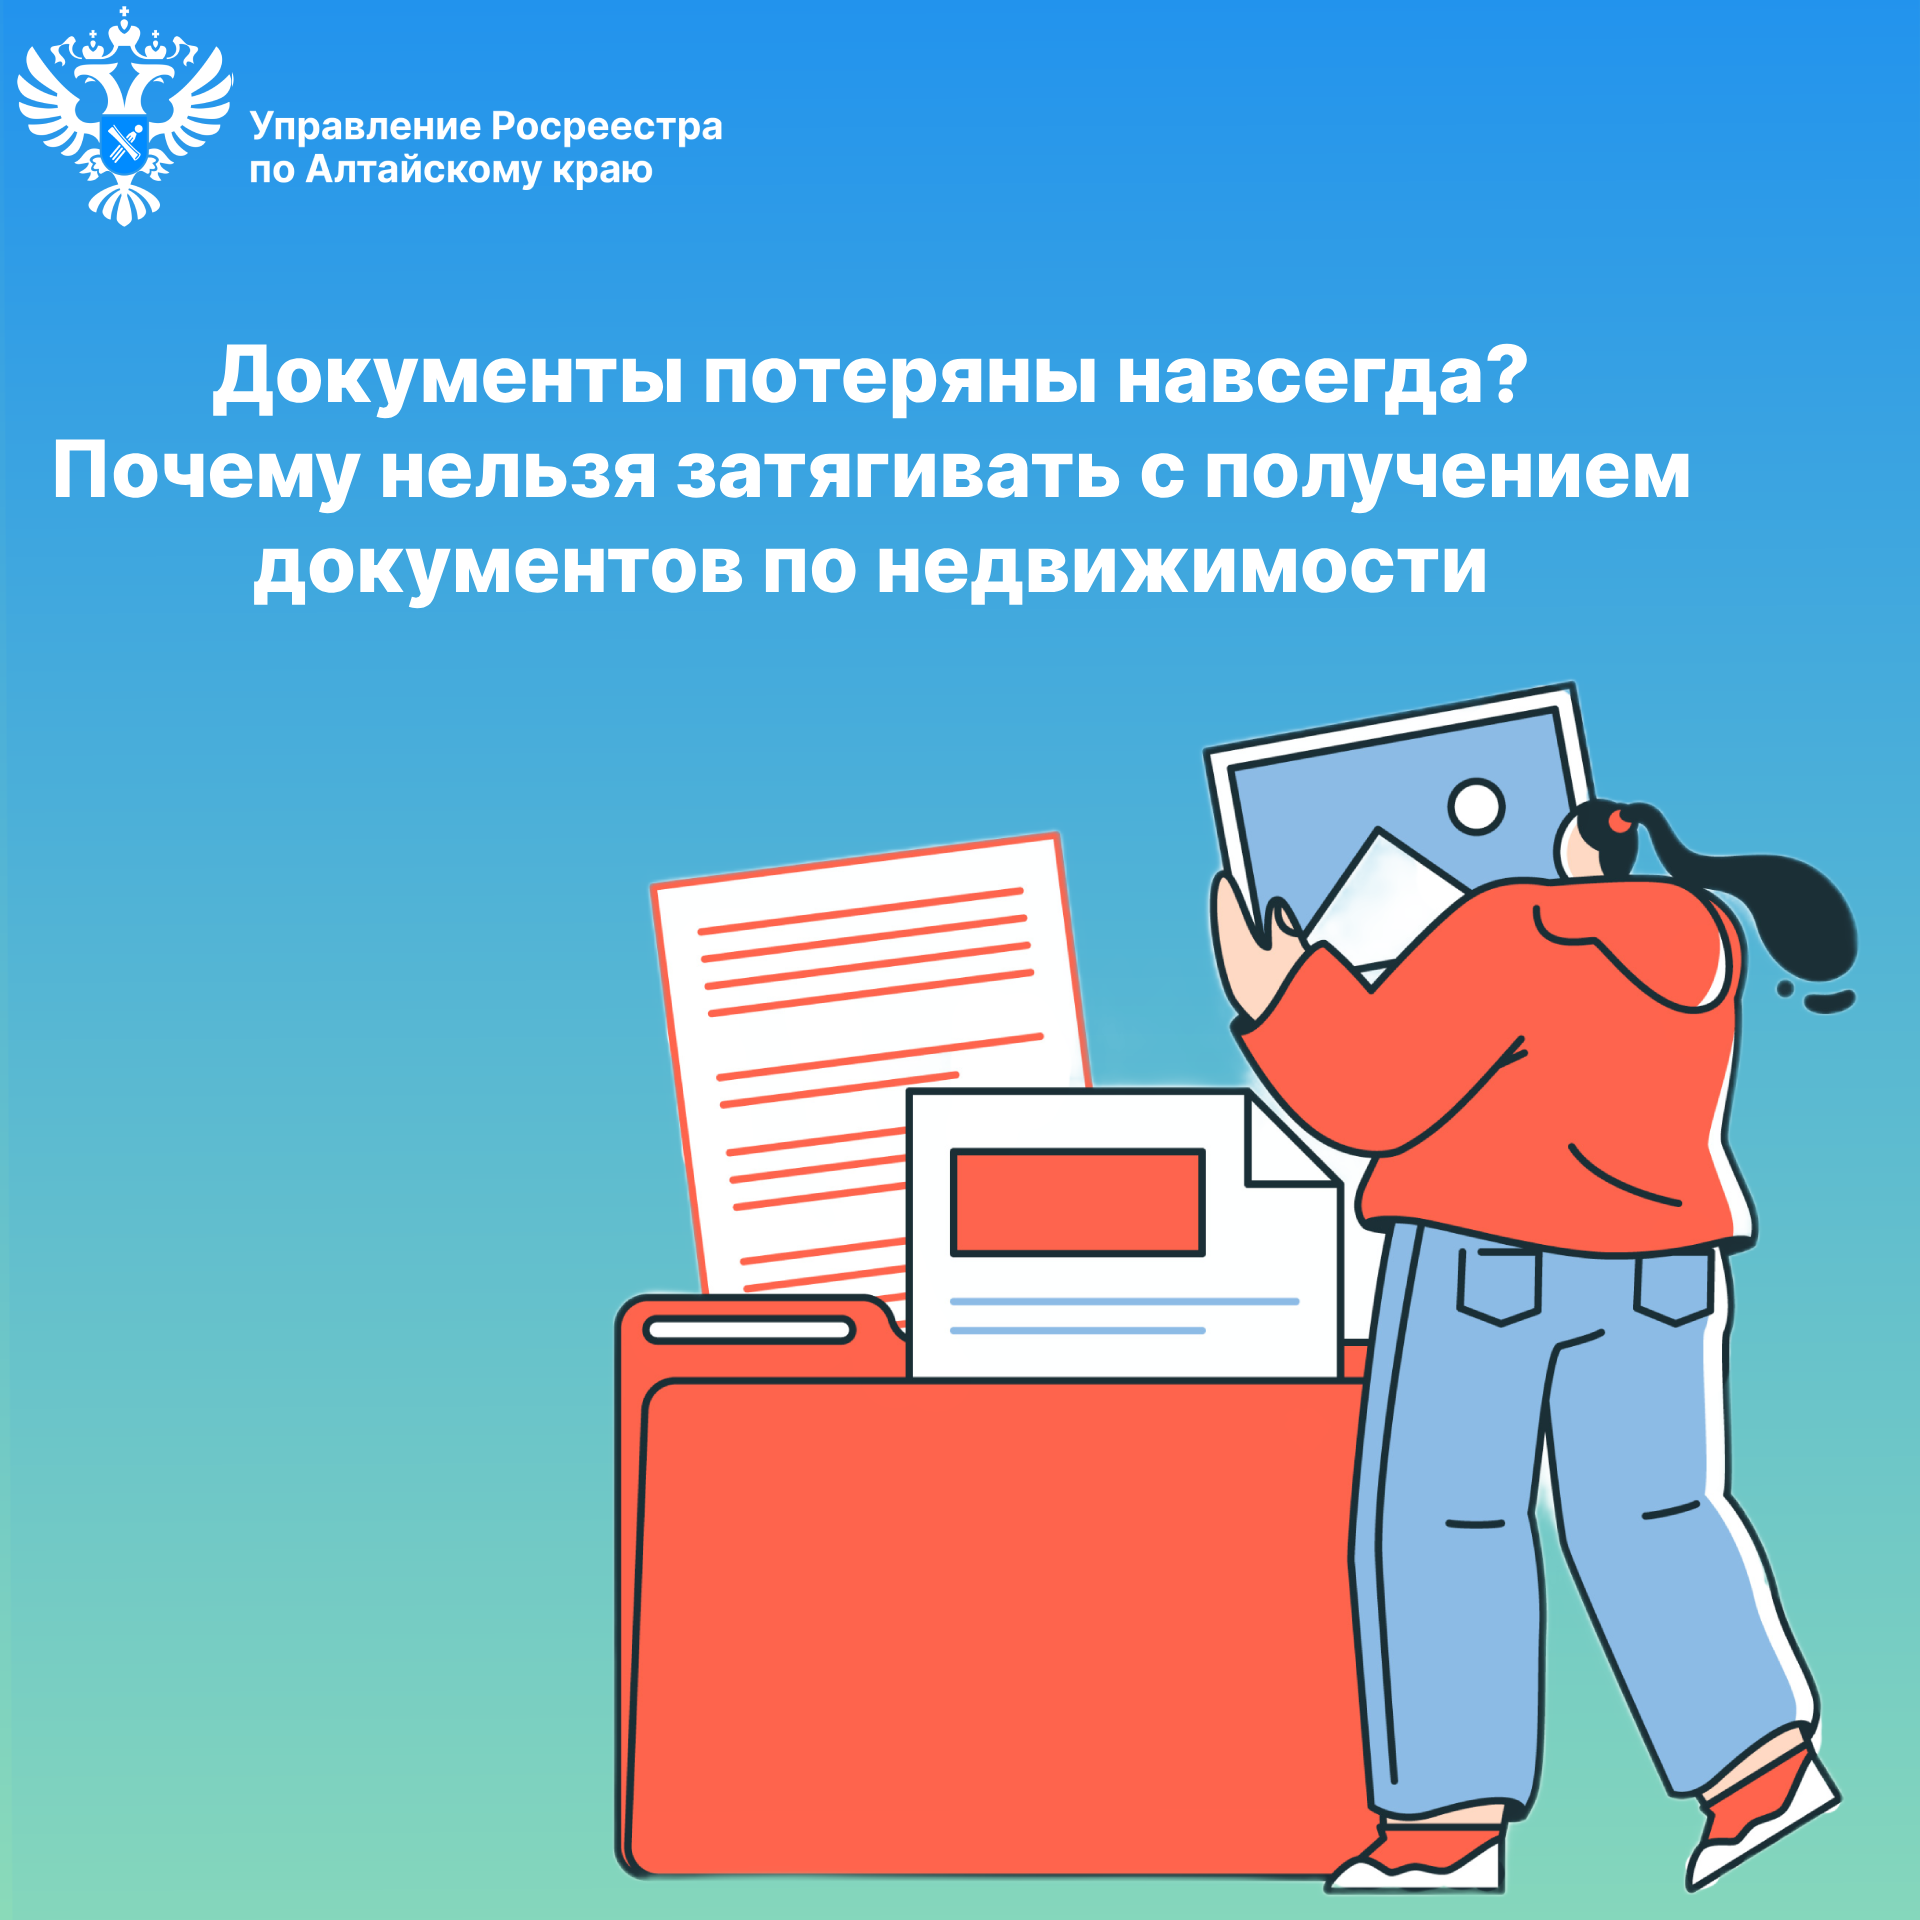 Управление Росреестра
по Алтайскому краю
Документы потеряны навсегда?
Почему нельзя затягивать с получением
документов по недвижимости